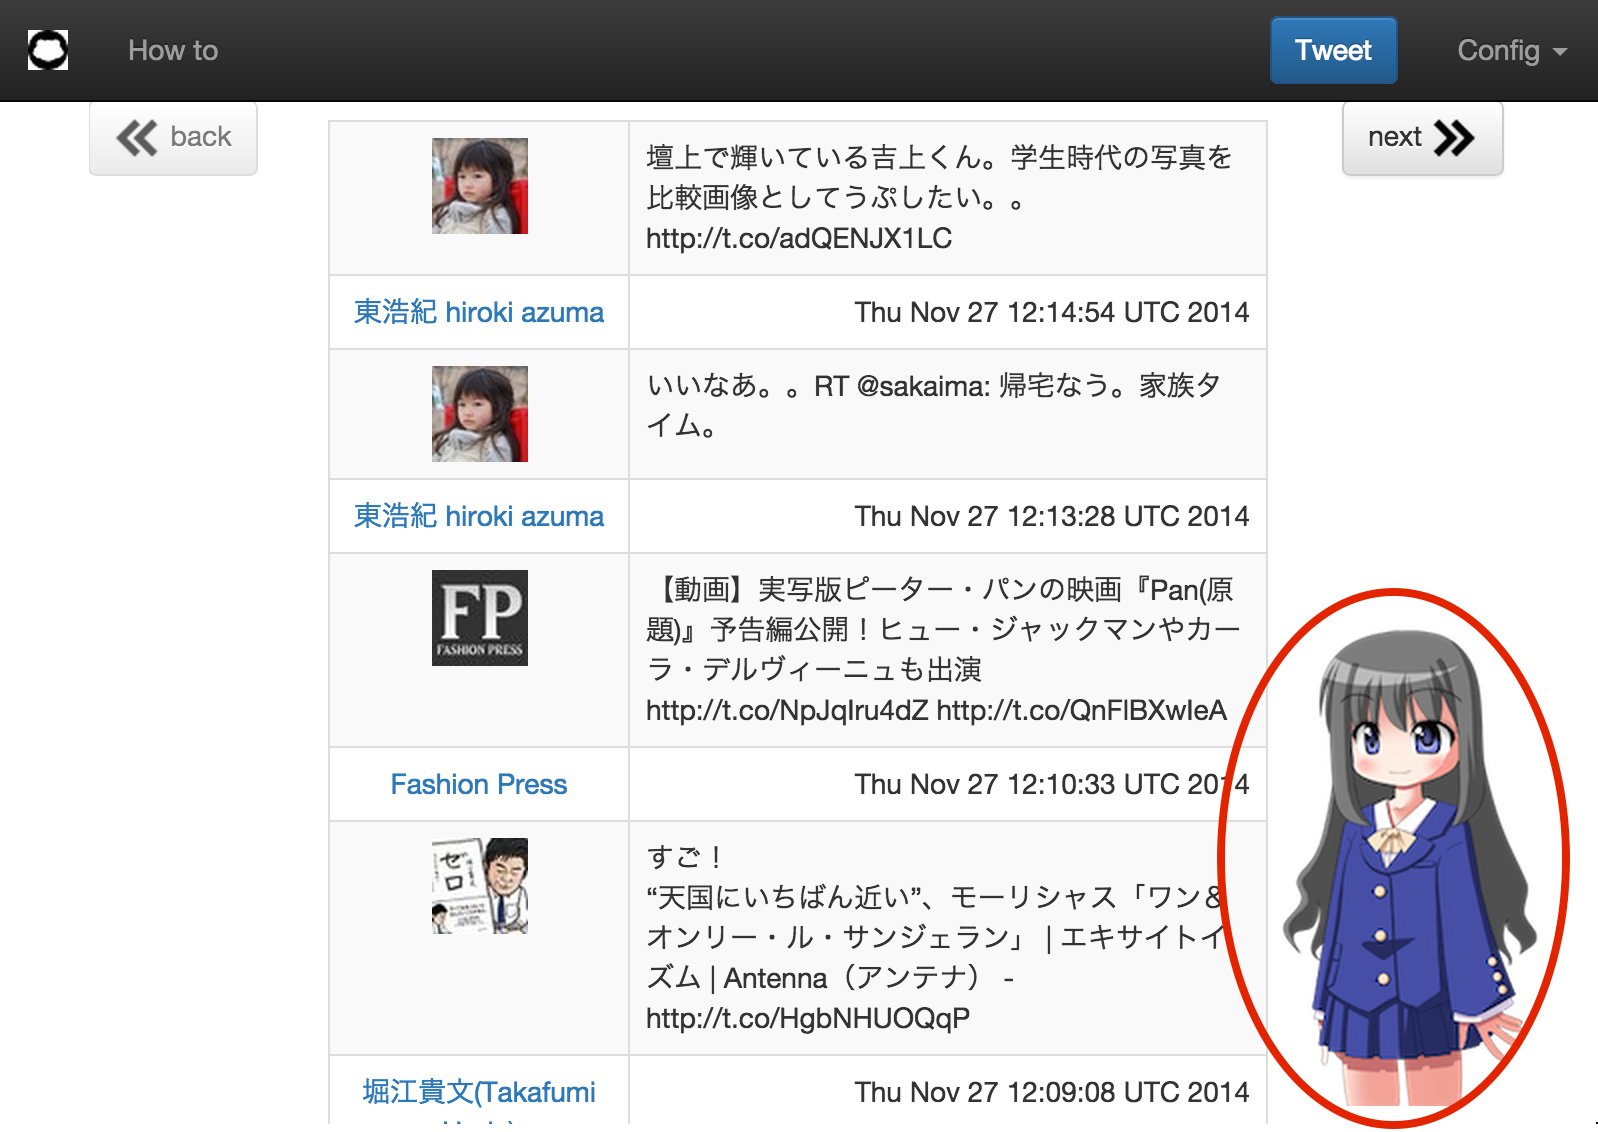 How to
Tweet
Config
back
next
壇上で輝いている吉上くん。学生時代の写真を
比較画像としてうぷしたい。。
http://t.co/adQENJX1LC
東浩紀 hiroki azuma
Thu Nov 27 12:14:54 UTC 2014
いいなあ。。RT @sakaima: 帰宅なう。家族タ
イム。
東浩紀 hiroki azuma
Thu Nov 27 12:13:28 UTC 2014
FP
FASHION PRESS
【動画】実写版ピーター・パンの映画『Pan(原
題)』予告編公開！ヒュー・ジャックマンやカー
ラ・デルヴィーニュも出演
http://t.co/NpJqIru4dZ http://t.co/QnFlBXwIeA
Fashion Press
Thu Nov 27 12:10:33 UTC 2014
ゼロ
すご！
“天国にいちばん近い”、モーリシャス「ワン＆
オンリー・ル・サンジェラン」 | エキサイトイ
ズム | Antenna（アンテナ） -
http://t.co/HgbNHUOQqP
堀江貴文(Takafumi
Thu Nov 27 12:09:08 UTC 2014